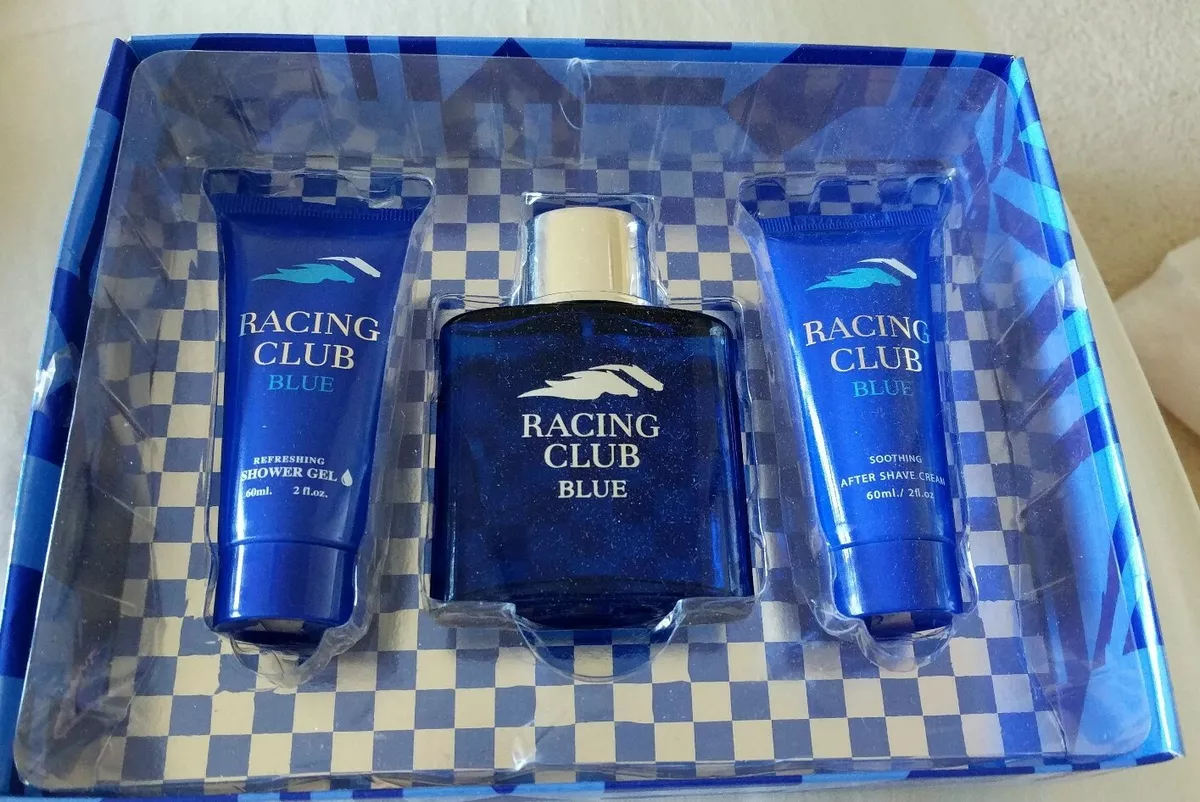 RACING
CLUB
BLUE
REFRESHING
SHOWER GEL
60ml. 2 fl.oz.
RACING
CLUB
BLUE
RACING
CLUB
BLUE
SOOTHING
AFTER SHAVE CREAM
60ml./ 2fl.oz